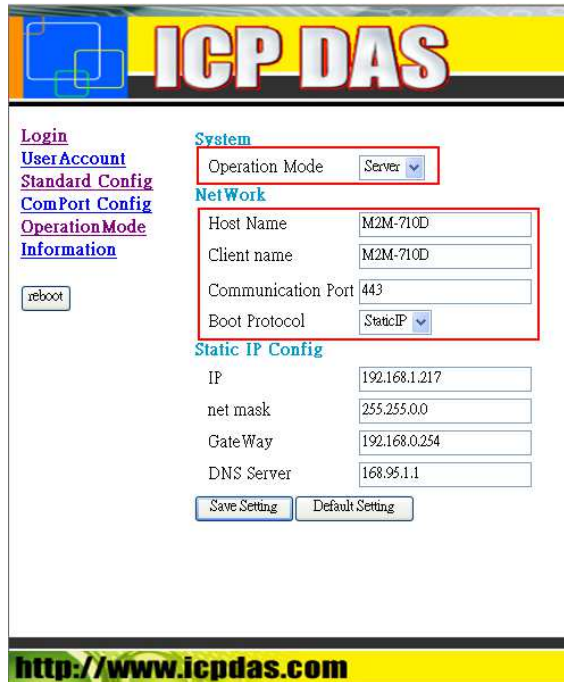 ICP DAS
Login
UserAccount
Standard Config
ComPort Config
OperationMode
Information
reboot
System
Operation Mode Server
NetWork
Host Name M2M-710D
Client name M2M-710D
Communication Port 443
Boot Protocol StaticIP
Static IP Config
IP 192.168.1.217
net mask 255.255.0.0
GateWay 192.168.0.254
DNS Server 168.95.1.1
Save Setting Default Setting
http://www.icpdas.com